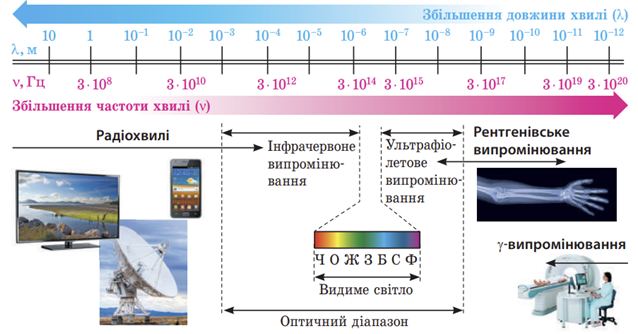 Збільшення довжини хвилі (λ)
10 1 10⁻¹ 10⁻² 10⁻³ 10⁻⁴ 10⁻⁵ 10⁻⁶ 10⁻⁷ 10⁻⁸ 10⁻⁹ 10⁻¹⁰ 10⁻¹¹ 10⁻¹²
λ, м
ν, Гц 3·10⁸ 3·10¹⁰ 3·10¹² 3·10¹⁴ 3·10¹⁵ 3·10¹⁷ 3·10¹⁹ 3·10²⁰
Збільшення частоти хвилі (ν)
Радіохвилі
Інфрачервоне
випроміню-
вання
Ультрафіо-
летове
випроміню-
вання
Рентгенівське
випромінювання
γ-випромінювання
Ч О Ж З Б С Ф
Видиме світло
Оптичний діапазон